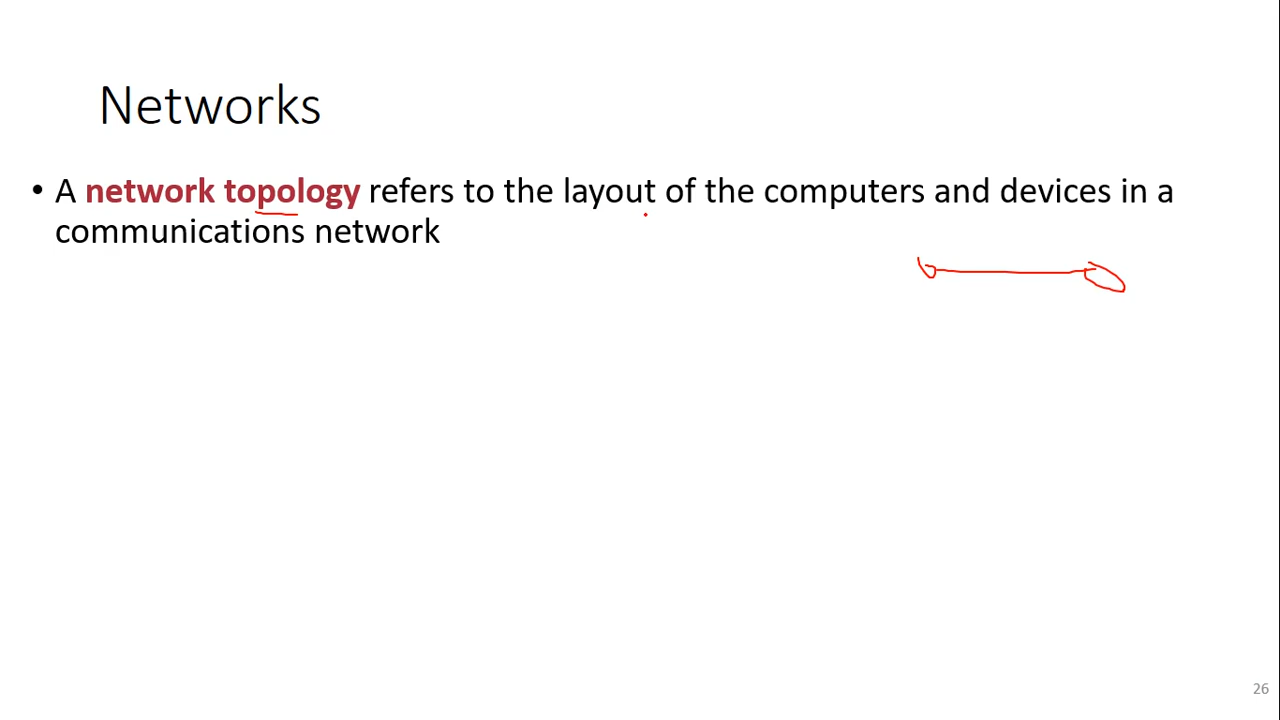 Networks
• A network topology refers to the layout of the computers and devices in a
communications network
26